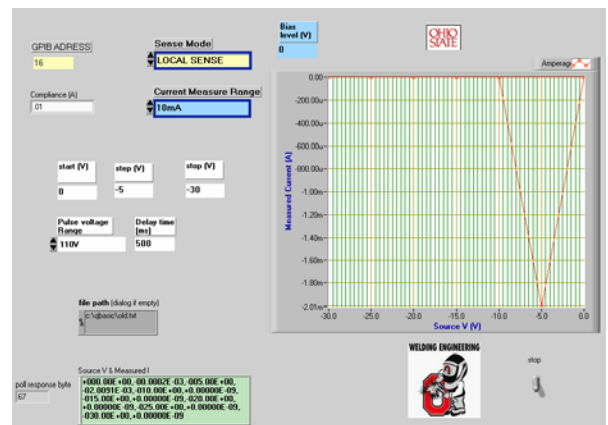 GPIB ADRESS
16
Sense Mode
LOCAL SENSE
Bias
level (V)
0
OHIO
STATE
Compliance (A)
.01
Current Measure Range
10mA
Amperage
start (V)
0
step (V)
-5
stop (V)
-30
Pulse voltage
Range
110V
Delay time
(ms)
500
Measured Current (A)
0.00-
-200.00u-
-400.00u-
-600.00u-
-800.00u-
-1.00m-
-1.20m-
-1.40m-
-1.60m-
-1.80m-
-2.01m-
-30.0 -25.0 -20.0 -15.0 -10.0 -5.0 0.0
Source V (V)
file path (dialog if empty)
c:\qbasic\old.txt
WELDING ENGINEERING
stop
poll response byte
67
Source V & Measured I
+000.00E+00,-00.0002E-03,-005.00E+00,
-02.0091E-03,-010.00E+00,+0.00000E-09,
-015.00E+00,+0.00000E-09,-020.00E+00,
+0.00000E-09,-025.00E+00,+0.00000E-09,
-030.00E+00,+0.00000E-09